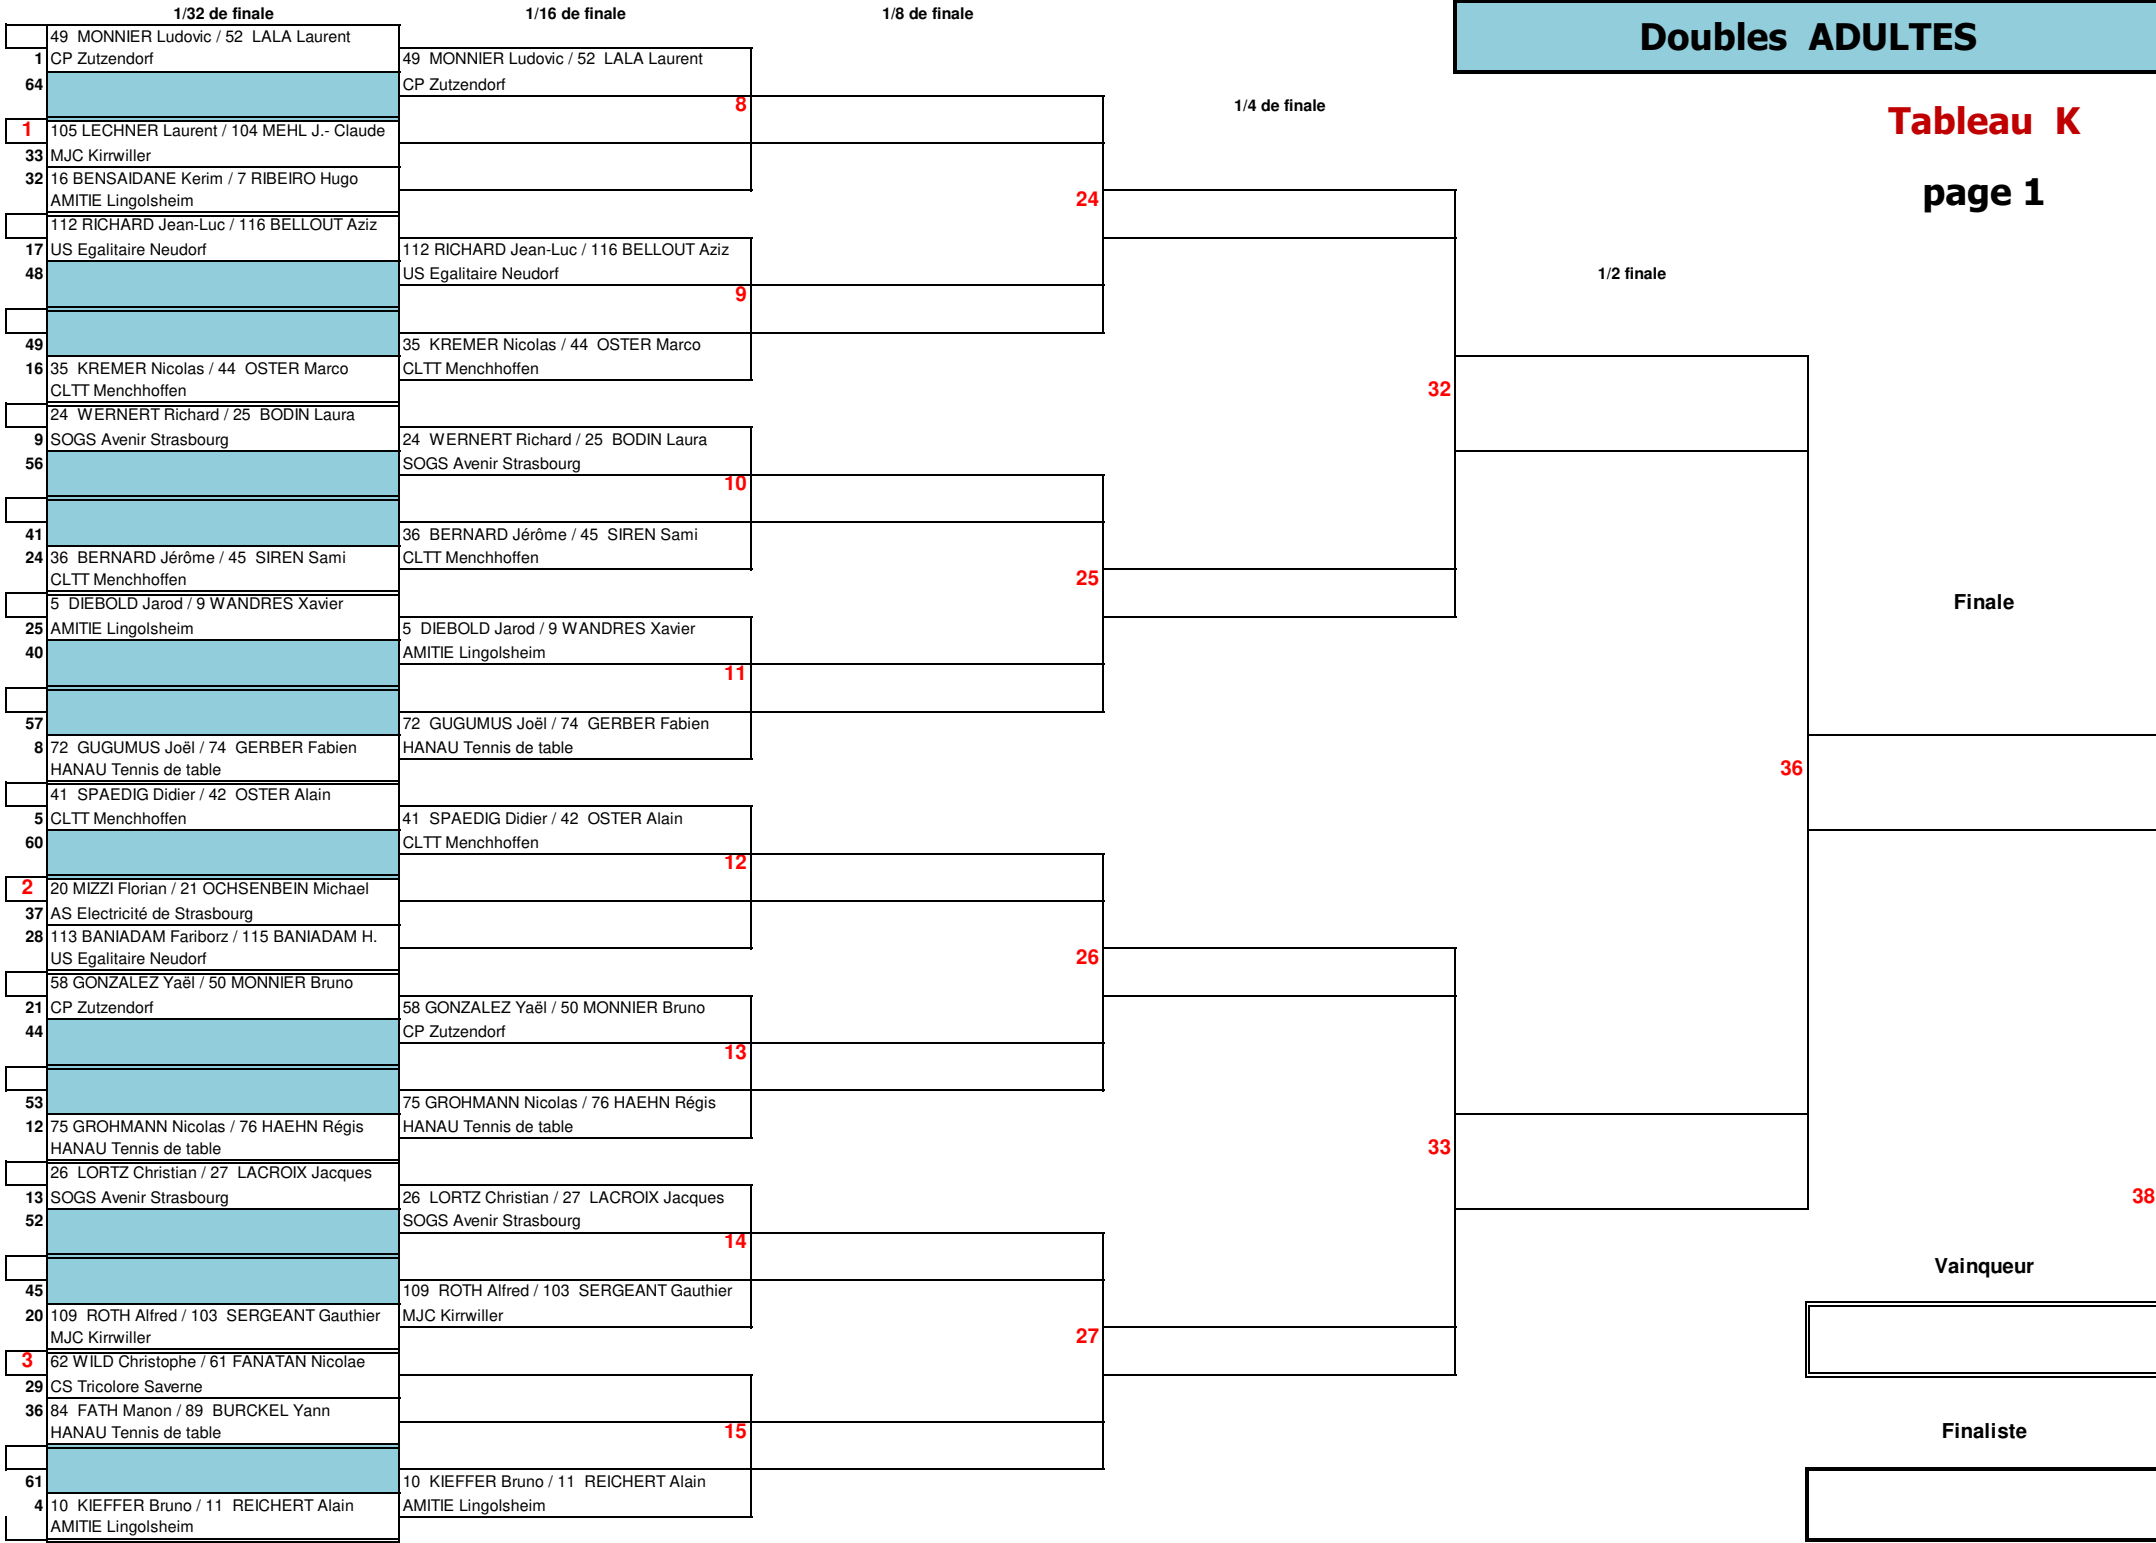 1/32 de finale
1/16 de finale
1/8 de finale
Doubles  ADULTES
Tableau  K
page 1
1/4 de finale
1/2 finale
Finale
Vainqueur
Finaliste
49  MONNIER Ludovic / 52  LALA Laurent
1 CP Zutzendorf
64
1 105 LECHNER Laurent / 104 MEHL J.- Claude
33 MJC Kirrwiller
32 16 BENSAIDANE Kerim / 7 RIBEIRO Hugo
AMITIE Lingolsheim
112 RICHARD Jean-Luc / 116 BELLOUT Aziz
17 US Egalitaire Neudorf
48
49
16 35  KREMER Nicolas / 44  OSTER Marco
CLTT Menchhoffen
24  WERNERT Richard / 25  BODIN Laura
9 SOGS Avenir Strasbourg
56
41
24 36  BERNARD Jérôme / 45  SIREN Sami
CLTT Menchhoffen
5  DIEBOLD Jarod / 9 WANDRES Xavier
25 AMITIE Lingolsheim
40
57
8 72  GUGUMUS Joël / 74  GERBER Fabien
HANAU Tennis de table
41  SPAEDIG Didier / 42  OSTER Alain
5 CLTT Menchhoffen
60
2 20 MIZZI Florian / 21 OCHSENBEIN Michael
37 AS Electricité de Strasbourg
28 113 BANIADAM Fariborz / 115 BANIADAM H.
US Egalitaire Neudorf
58 GONZALEZ Yaël / 50 MONNIER Bruno
21 CP Zutzendorf
44
53
12 75 GROHMANN Nicolas / 76 HAEHN Régis
HANAU Tennis de table
26  LORTZ Christian / 27  LACROIX Jacques
13 SOGS Avenir Strasbourg
52
45
20 109  ROTH Alfred / 103  SERGEANT Gauthier
MJC Kirrwiller
3 62 WILD Christophe / 61 FANATAN Nicolae
29 CS Tricolore Saverne
36 84  FATH Manon / 89  BURCKEL Yann
HANAU Tennis de table
61
4 10  KIEFFER Bruno / 11  REICHERT Alain
AMITIE Lingolsheim
49  MONNIER Ludovic / 52  LALA Laurent
CP Zutzendorf
8
112 RICHARD Jean-Luc / 116 BELLOUT Aziz
US Egalitaire Neudorf
9
35  KREMER Nicolas / 44  OSTER Marco
CLTT Menchhoffen
24  WERNERT Richard / 25  BODIN Laura
SOGS Avenir Strasbourg
10
36  BERNARD Jérôme / 45  SIREN Sami
CLTT Menchhoffen
5  DIEBOLD Jarod / 9 WANDRES Xavier
AMITIE Lingolsheim
11
72  GUGUMUS Joël / 74  GERBER Fabien
HANAU Tennis de table
41  SPAEDIG Didier / 42  OSTER Alain
CLTT Menchhoffen
12
58 GONZALEZ Yaël / 50 MONNIER Bruno
CP Zutzendorf
13
75 GROHMANN Nicolas / 76 HAEHN Régis
HANAU Tennis de table
26  LORTZ Christian / 27  LACROIX Jacques
SOGS Avenir Strasbourg
14
109  ROTH Alfred / 103  SERGEANT Gauthier
MJC Kirrwiller
15
10  KIEFFER Bruno / 11  REICHERT Alain
AMITIE Lingolsheim
24
25
26
27
32
33
36
38